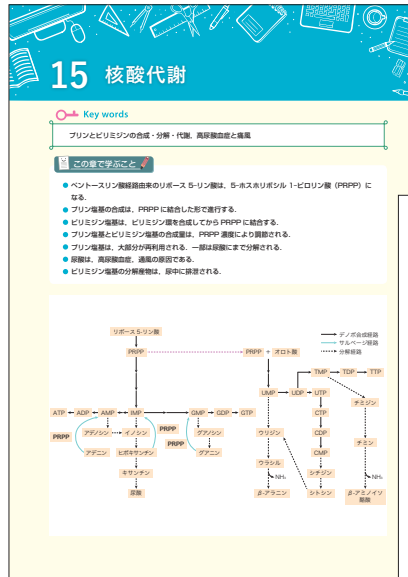 15 核酸代謝
Key words
プリンとピリミジンの合成・分解・代謝、高尿酸血症と痛風
この章で学ぶこと
● ペントースリン酸経路由来のリボース 5-リン酸は、5-ホスホリボシル 1-ピロリン酸（PRPP）に
なる.
● プリン塩基の合成は、PRPP に結合した形で進行する.
● ピリミジン塩基は、ピリミジン環を合成してから PRPP に結合する.
● プリン塩基とピリミジン塩基の合成量は、PRPP 濃度により調節される.
● プリン塩基は、大部分が再利用される. 一部は尿酸にまで分解される.
● 尿酸は、高尿酸血症、痛風の原因である.
● ピリミジン塩基の分解産物は、尿中に排泄される.
リボース 5-リン酸
PRPP
PRPP + オロト酸
デノボ合成経路
サルベージ経路
分解経路
TMP TDP TTP
UMP UDP UTP
チミジン
ATP ADP AMP IMP GMP GDP GTP
CTP
PRPP アデノシン イノシン PRPP グアノシン
ウリジン CDP
チミン
アデニン ヒポキサンチン PRPP グアニン
CMP
ウラシル
キサンチン
シチジン
NH₃ NH₃
尿酸
β-アラニン シトシン β-アミノイソ
酪酸